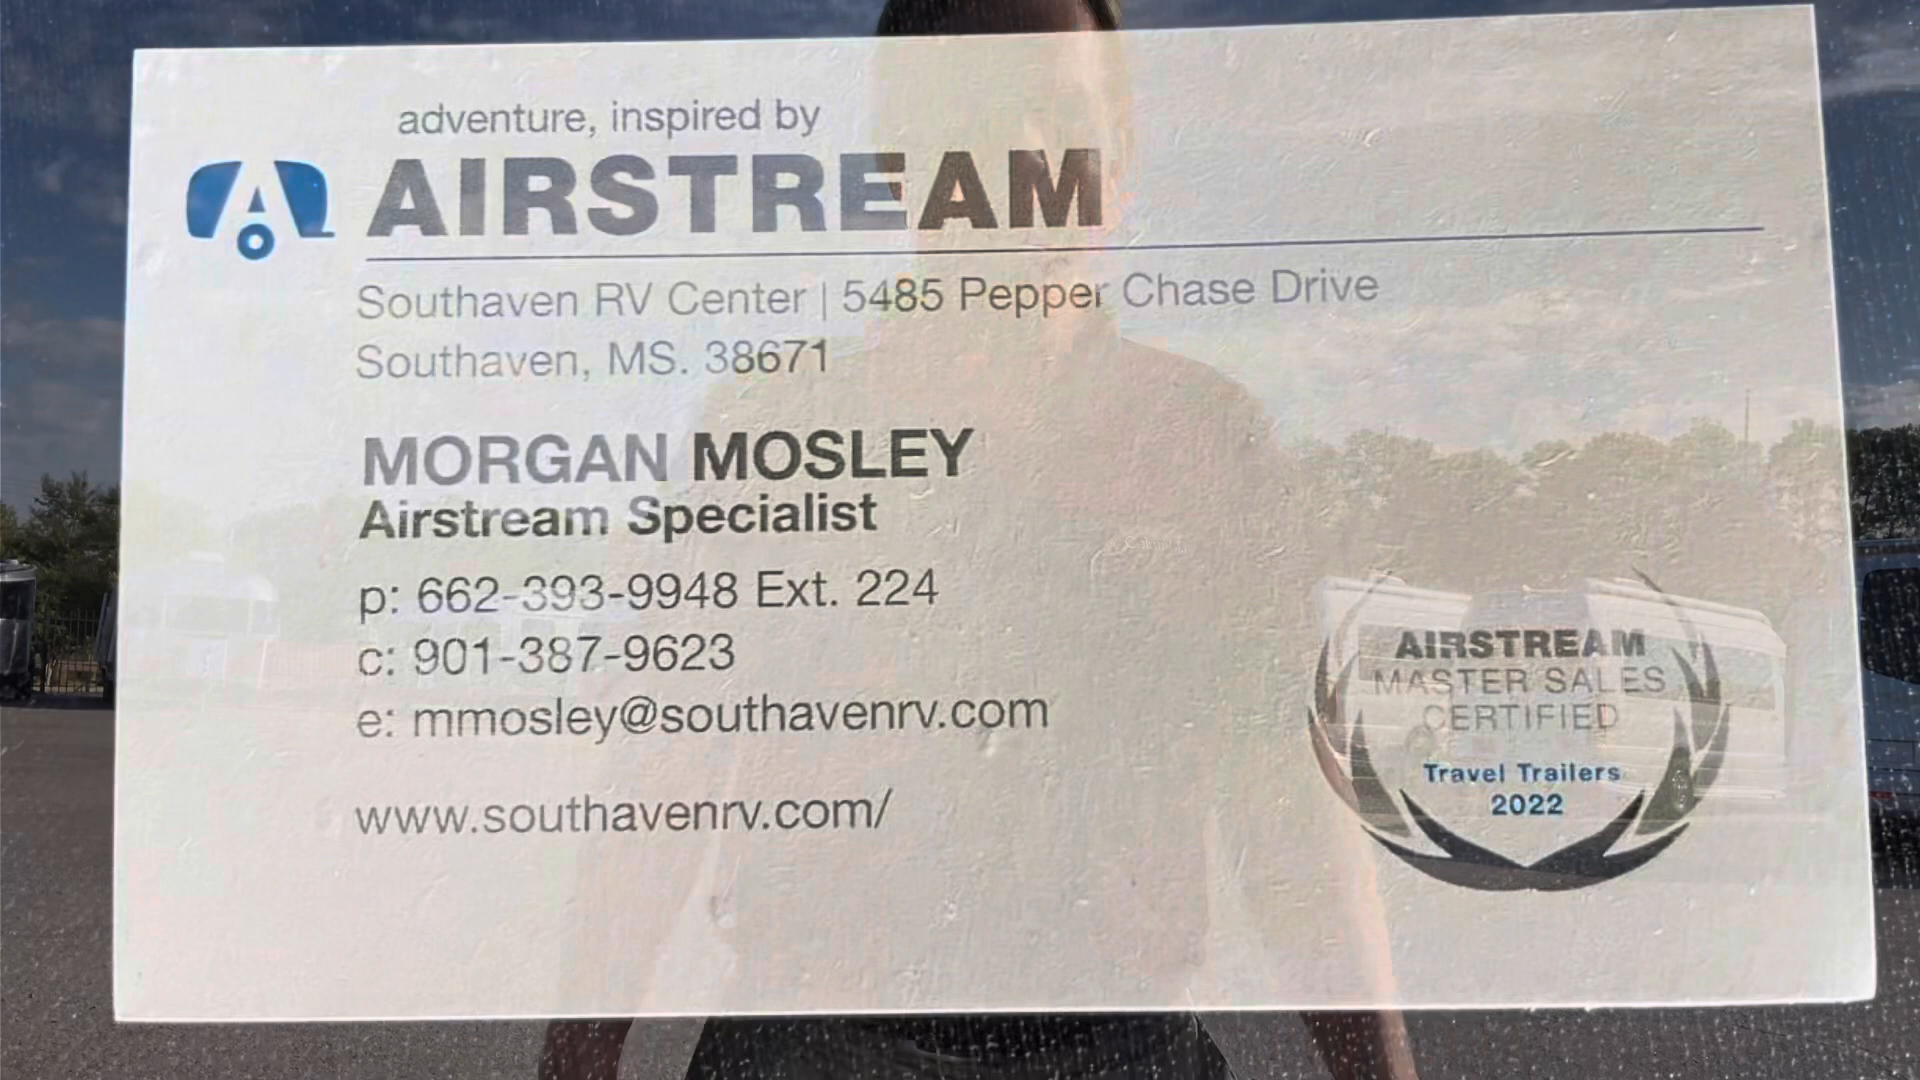 adventure, inspired by
AIRSTREAM
Southaven RV Center | 5485 Pepper Chase Drive
Southaven, MS. 38671
MORGAN MOSLEY
Airstream Specialist
p: 662-393-9948 Ext. 224
c: 901-387-9623
e: mmosley@southavenrv.com
www.southavenrv.com/
AIRSTREAM
MASTER SALES
CERTIFIED
Travel Trailers
2022